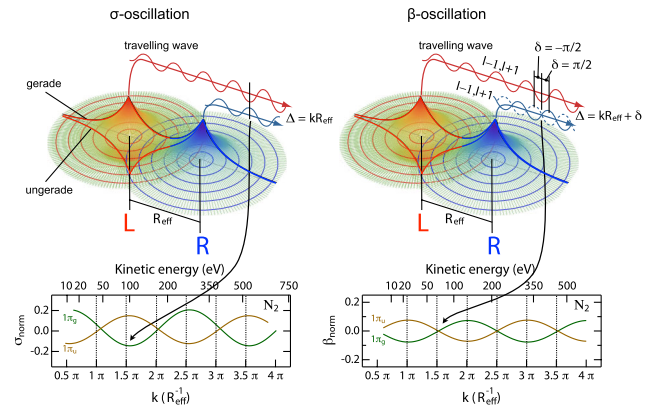 σ-oscillation
travelling wave
gerade
ungerade
Δ = kR_eff
R_eff
L
R
Kinetic energy (eV)
10 20 50 100 200 350 500 750
N₂
σ_norm
0.2
0.0
-0.2
1π_g
1π_u
0.5 π 1 π 1.5 π 2 π 2.5 π 3 π 3.5 π 4 π
k (R_eff⁻¹)
β-oscillation
travelling wave
l−1, l+1
l−1, l+1
δ = −π/2
δ = π/2
Δ = kR_eff + δ
R_eff
L
R
Kinetic energy (eV)
10 20 50 100 200 350 500
N₂
β_norm
0.2
0.0
-0.2
1π_u
1π_g
0.5 π 1 π 1.5 π 2 π 2.5 π 3 π 3.5 π 4 π
k (R_eff⁻¹)